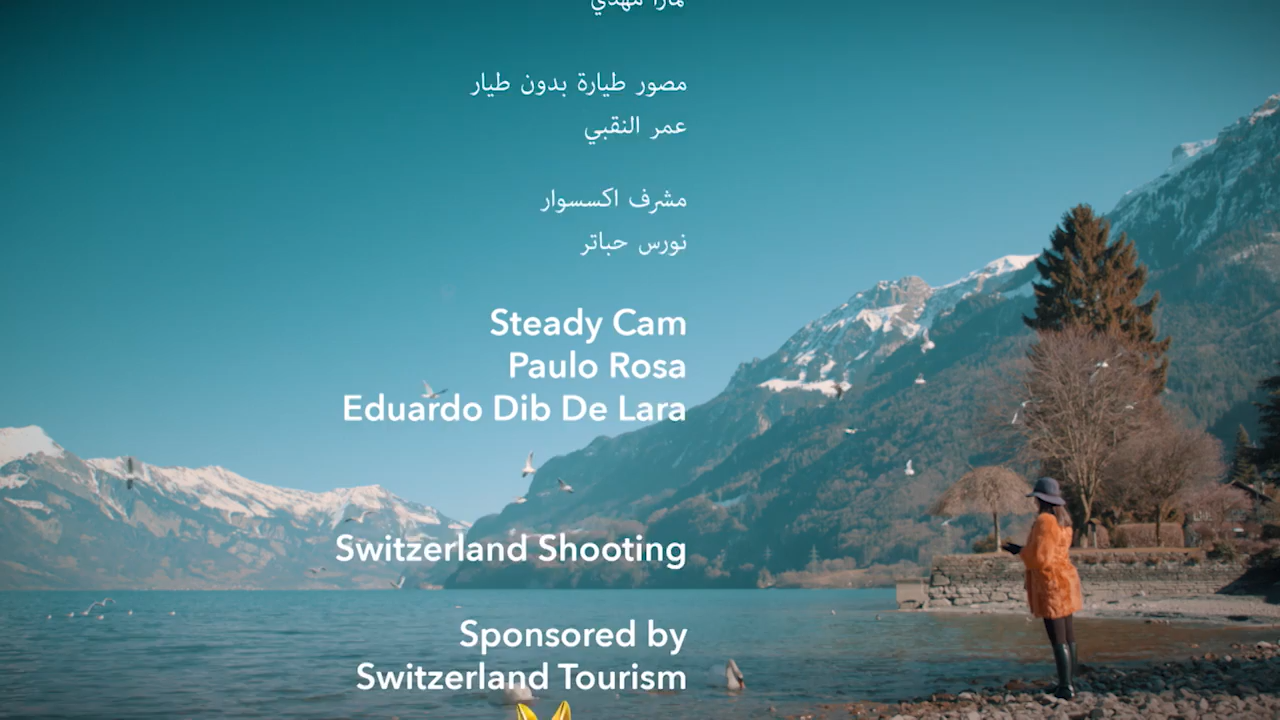 مصور طيارة بدون طيار
عمر النقبي
مشرف اكسسوار
نورس حباتر
Steady Cam
Paulo Rosa
Eduardo Dib De Lara
Switzerland Shooting
Sponsored by
Switzerland Tourism